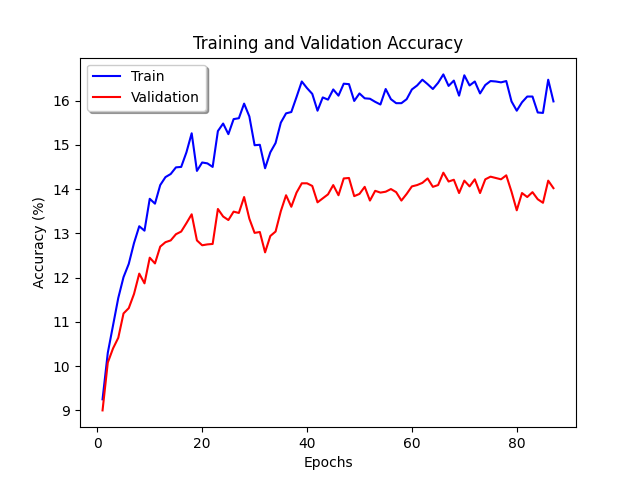 Training and Validation Accuracy
Train
Validation
Accuracy (%)
16
15
14
13
12
11
10
9
0 20 40 60 80
Epochs